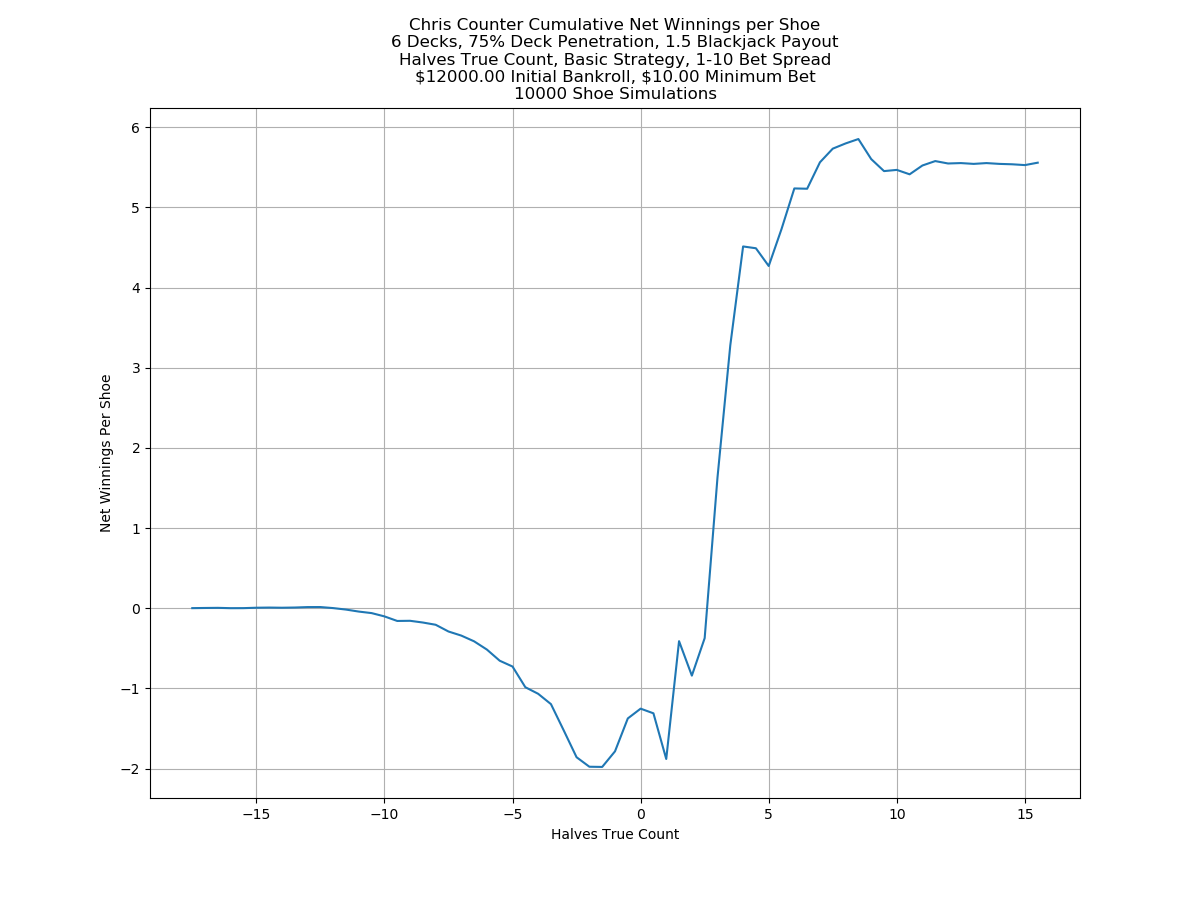 Chris Counter Cumulative Net Winnings per Shoe
6 Decks, 75% Deck Penetration, 1.5 Blackjack Payout
Halves True Count, Basic Strategy, 1-10 Bet Spread
$12000.00 Initial Bankroll, $10.00 Minimum Bet
10000 Shoe Simulations
6
5
4
3
2
1
0
−1
−2
Net Winnings Per Shoe
−15 −10 −5 0 5 10 15
Halves True Count